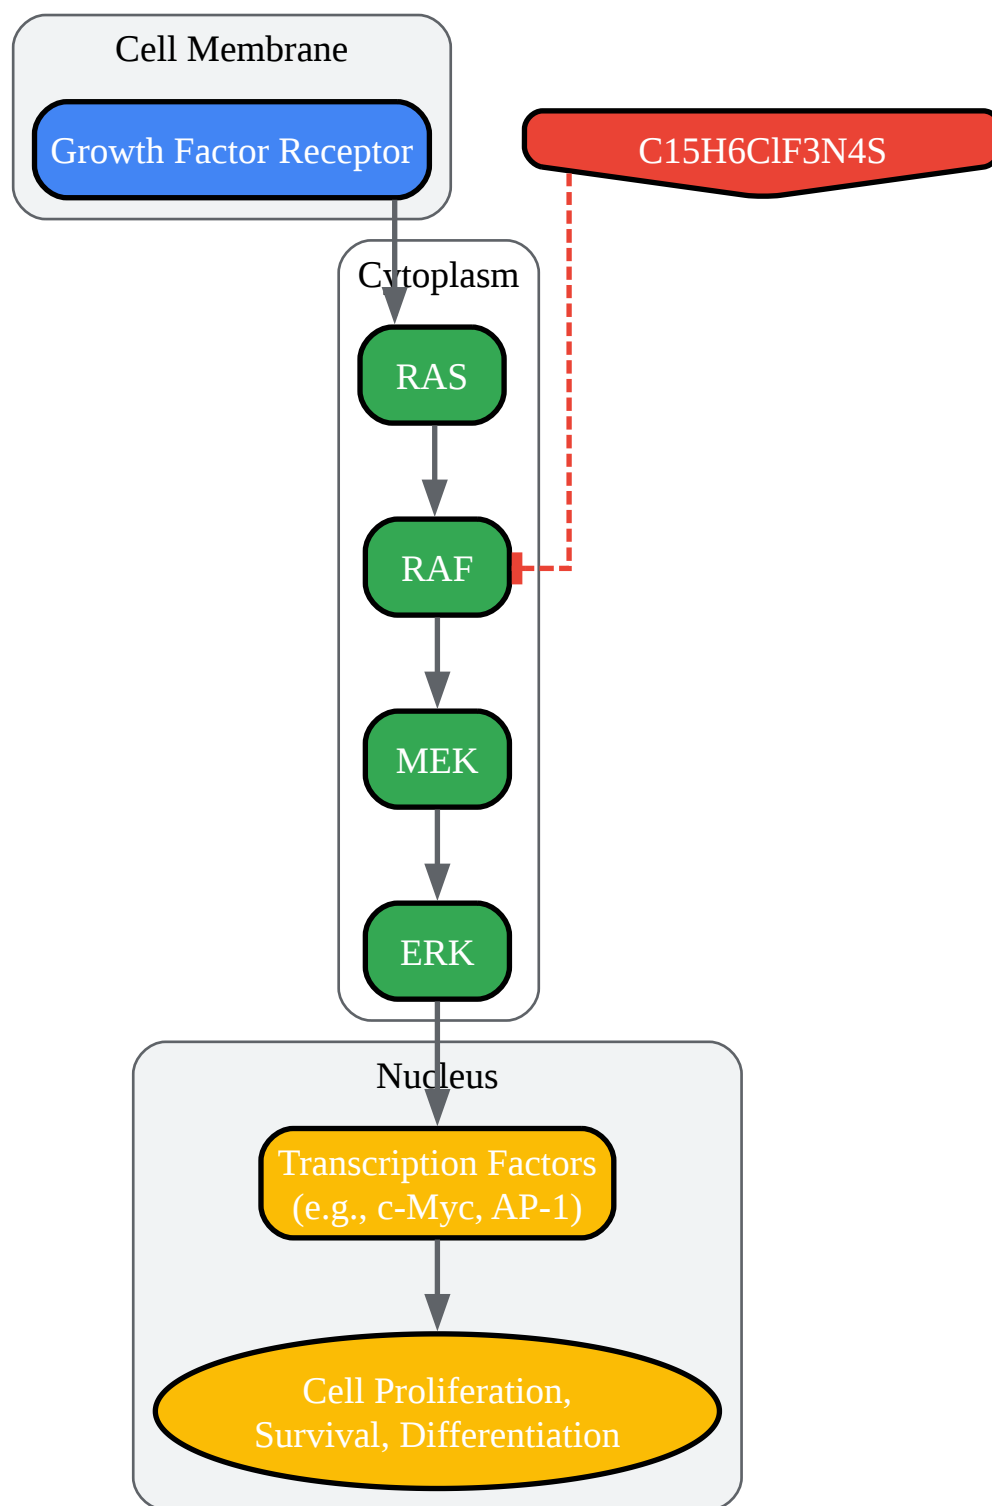 Cell Membrane
Growth Factor Receptor
C15H6ClF3N4S
Cytoplasm
RAS
RAF
MEK
ERK
Nucleus
Transcription Factors
(e.g., c-Myc, AP-1)
Cell Proliferation,
Survival, Differentiation